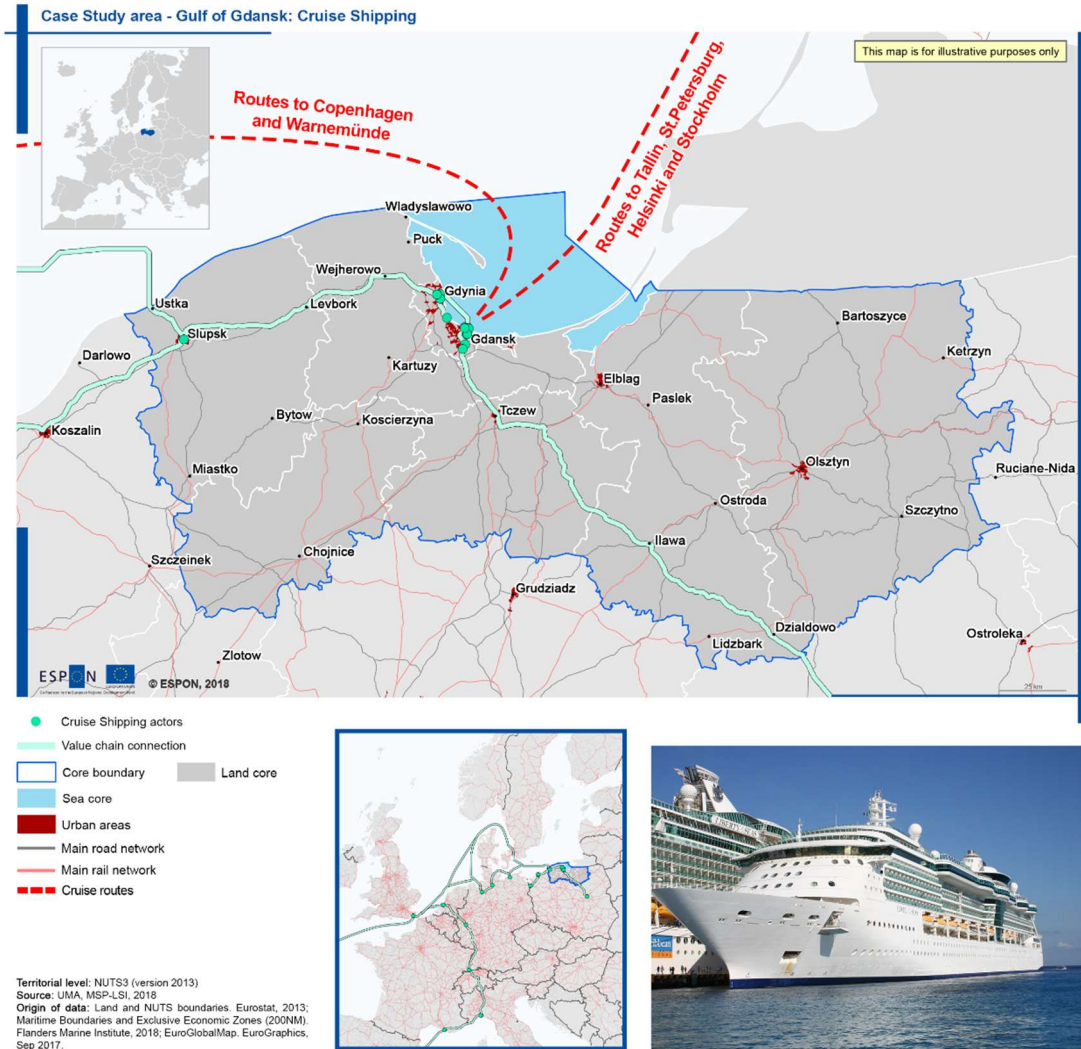 Case Study area - Gulf of Gdansk: Cruise Shipping
This map is for illustrative purposes only
Routes to Copenhagen
and Warnemünde
Routes to Tallin, St.Petersburg,
Helsinki and Stockholm
Wladyslawowo
Puck
Wejherowo
Gdynia
Ustka
Levbork
Bartoszyce
Slupsk
Gdansk
Ketrzyn
Darlowo
Kartuzy
Elblag
Paslek
Bytow
Koscierzyna
Tczew
Koszalin
Olsztyn
Miastko
Ruciane-Nida
Ostroda
Szczytno
Ilawa
Chojnice
Szczeinek
Grudziadz
Dzialdowo
Lidzbark
Ostroleka
Zlotow
ESPON
© ESPON, 2018
25 km
Cruise Shipping actors
Value chain connection
Core boundary
Land core
Sea core
Urban areas
Main road network
Main rail network
Cruise routes
Territorial level: NUTS3 (version 2013)
Source: UMA, MSP-LSI, 2018
Origin of data: Land and NUTS boundaries. Eurostat, 2013;
Maritime Boundaries and Exclusive Economic Zones (200NM).
Flanders Marine Institute, 2018; EuroGlobalMap. EuroGraphics,
Sep 2017.